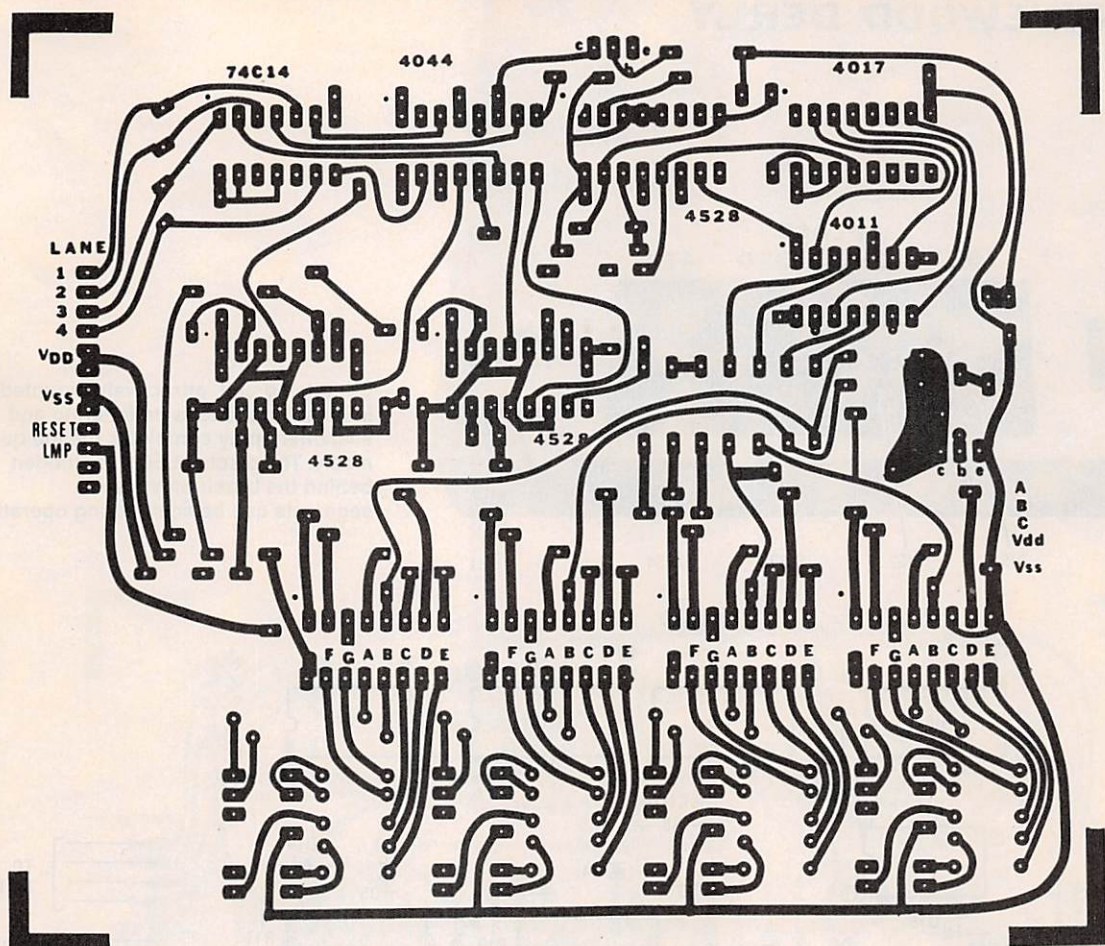 74C14
4044
c
e
b
4017
4528
4011
LANE
1
2
3
4
VDD
VSS
RESET
LMP
4528
4528
c b e
A
B
C
Vdd
Vss
F G A B C D E
F G A B C D E
F G A B C D E
F G A B C D E